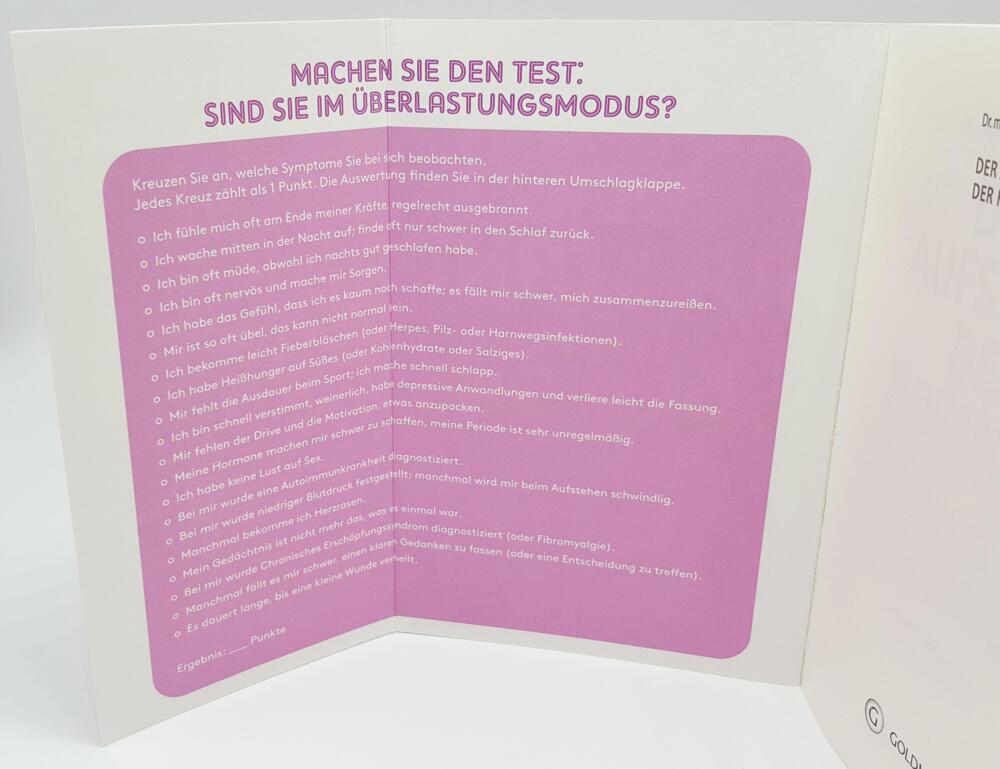 MACHEN SIE DEN TEST:
SIND SIE IM ÜBERLASTUNGSMODUS?
Kreuzen Sie an, welche Symptome Sie bei sich beobachten.
Jedes Kreuz zählt als 1 Punkt. Die Auswertung finden Sie in der hinteren Umschlagklappe.
o Ich fühle mich oft am Ende meiner Kräfte, regelrecht ausgebrannt.
o Ich wache mitten in der Nacht auf; finde oft nur schwer in den Schlaf zurück.
o Ich bin oft müde, obwohl ich nachts gut geschlafen habe.
o Ich bin oft nervös und mache mir Sorgen.
o Ich habe das Gefühl, dass ich es kaum noch schaffe; es fällt mir schwer, mich zusammenzureißen.
o Mir ist so oft übel, das kann nicht normal sein.
o Ich bekomme leicht Fieberbläschen (oder Herpes, Pilz- oder Harnwegsinfektionen).
o Ich habe Heißhunger auf Süßes (oder Kohlenhydrate oder Salziges).
o Mir fehlt die Ausdauer beim Sport; ich mache schnell schlapp.
o Ich bin schnell verstimmt, weinerlich, habe depressive Anwandlungen und verliere leicht die Fassung.
o Mir fehlen der Drive und die Motivation, etwas anzupacken.
o Meine Hormone machen mir schwer zu schaffen, meine Periode ist sehr unregelmäßig.
o Ich habe keine Lust auf Sex.
o Bei mir wurde eine Autoimmunkrankheit diagnostiziert.
o Bei mir wurde niedriger Blutdruck festgestellt; manchmal wird mir beim Aufstehen schwindlig.
o Manchmal bekomme ich Herzrasen.
o Mein Gedächtnis ist nicht mehr das, was es einmal war.
o Bei mir wurde Chronisches Erschöpfungssyndrom diagnostiziert (oder Fibromyalgie).
o Manchmal fällt es mir schwer, einen klaren Gedanken zu fassen (oder eine Entscheidung zu treffen).
o Es dauert lange, bis eine kleine Wunde verheilt.
Ergebnis: ___ Punkte
Dr.
DER
DER
G